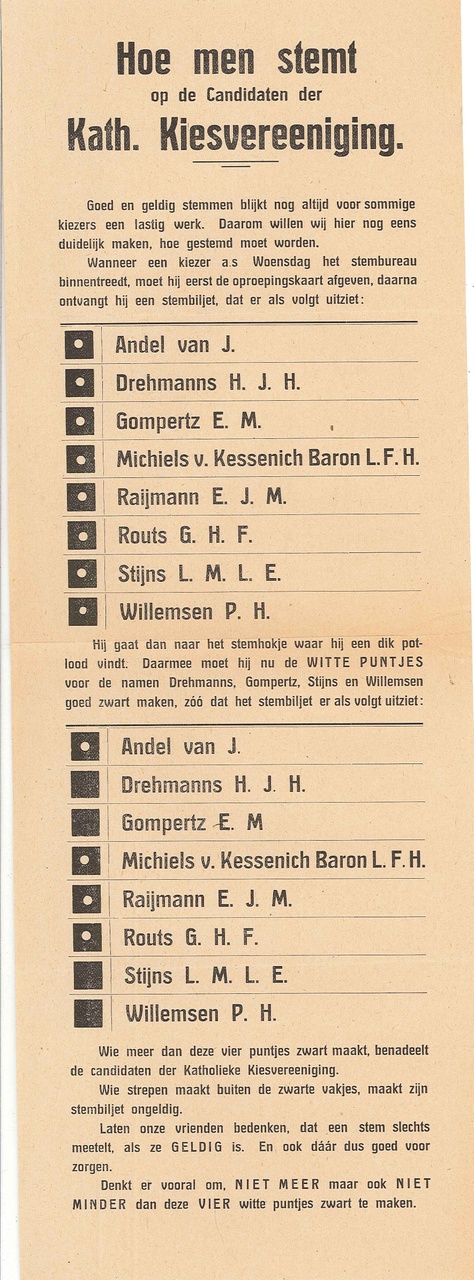 Hoe men stemt
op de Candidaten der
Kath. Kiesvereeniging.
Goed en geldig stemmen blijkt nog altijd voor sommige
kiezers een lastig werk. Daarom willen wij hier nog eens
duidelijk maken, hoe gestemd moet worden.
Wanneer een kiezer a.s Woensdag het stembureau
binnentreedt, moet hij eerst de oproepingskaart afgeven, daarna
ontvangt hij een stembiljet, dat er als volgt uitziet:
Andel van J.
Drehmanns H. J. H.
Gompertz E. M.
Michiels v. Kessenich Baron L. F. H.
Raijmann E. J. M.
Routs G. H. F.
Stijns L. M. L. E.
Willemsen P. H.
Hij gaat dan naar het stemhokje waar hij een dik pot-
lood vindt. Daarmee moet hij nu de WITTE PUNTJES
voor de namen Drehmanns, Gompertz, Stijns en Willemsen
goed zwart maken, zóó dat het stembiljet er als volgt uitziet:
Andel van J.
Drehmanns H. J. H.
Gompertz E. M
Michiels v. Kessenich Baron L. F. H.
Raijmann E. J. M.
Routs G. H. F.
Stijns L. M. L. E.
Willemsen P. H.
Wie meer dan deze vier puntjes zwart maakt, benadeelt
de candidaten der Katholieke Kiesvereniging.
Wie strepen maakt buiten de zwarte vakjes, maakt zijn
stembiljet ongeldig.
Laten onze vrienden bedenken, dat een stem slechts
meetelt, als ze GELDIG is. En ook dáár dus goed voor
zorgen.
Denkt er vooral om, NIET MEER maar ook NIET
MINDER dan deze VIER witte puntjes zwart te maken.